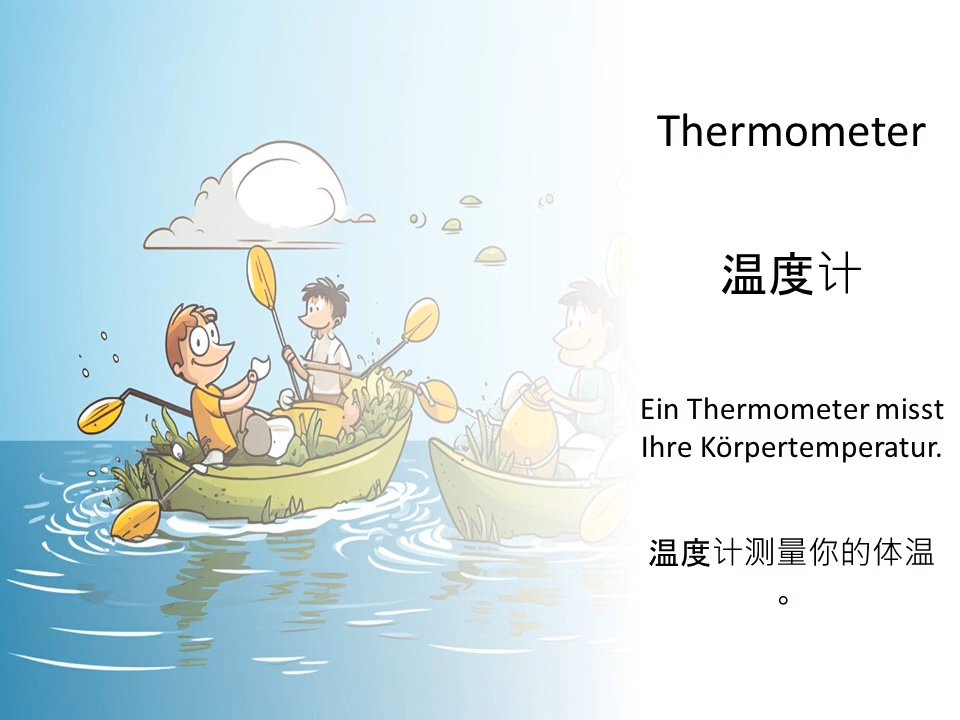 Thermometer
温度计
Ein Thermometer misst
Ihre Körpertemperatur.
温度计测量你的体温
。